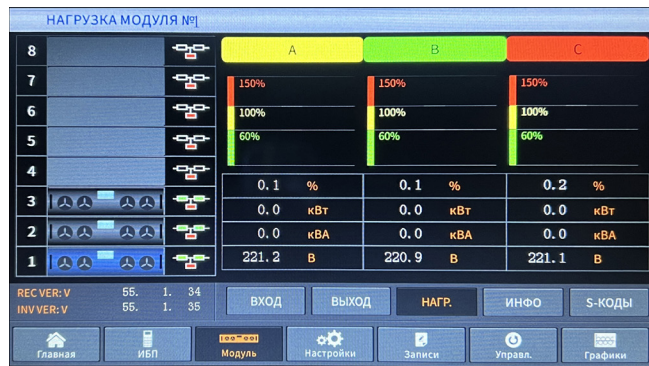 НАГРУЗКА МОДУЛЯ №1
8
7
6
5
4
3
2
1
A B C
150% 150% 150%
100% 100% 100%
60% 60% 60%
0.1 % 0.1 % 0.2 %
0.0 кВт 0.0 кВт 0.0 кВт
0.0 кВА 0.0 кВА 0.0 кВА
221.2 В 220.9 В 221.1 В
REC VER: V 55. 1. 34
INV VER: V 55. 1. 35
ВХОД ВЫХОД НАГР. ИНФО S-КОДЫ
Главная ИБП Модуль Настройки Записи Управл. Графики